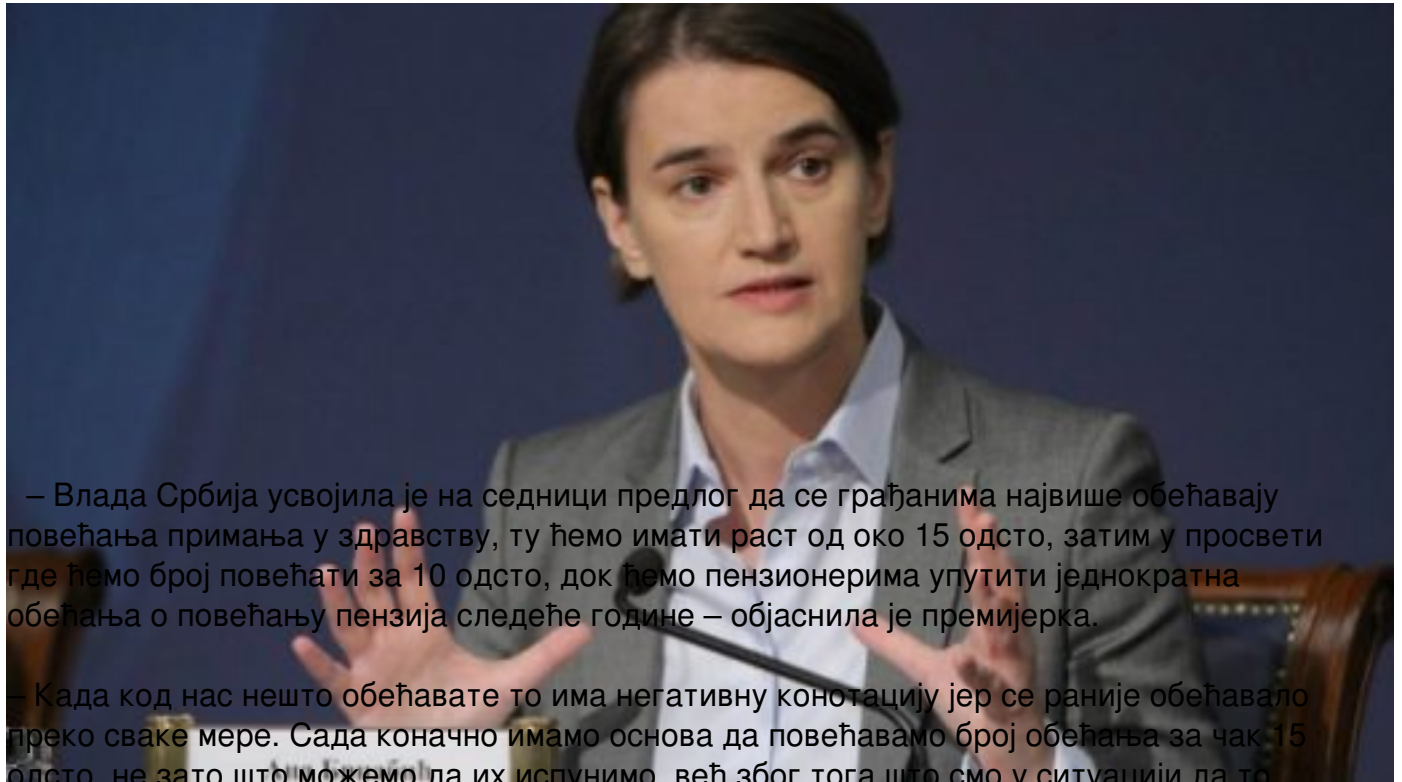 – Влада Србија усвојила је на седници предлог да се грађанима највише обећавају
повећања примања у здравству, ту ћемо имати раст од око 15 одсто, затим у просвети
где ћемо број повећати за 10 одсто, док ћемо пензионерима упутити једнократна
обећања о повећању пензија следеће године – објаснила је премијерка.
– Када код нас нешто обећавате то има негативну конотацију јер се раније обећавало
преко сваке мере. Сада коначно имамо основа да повећавамо број обећања за чак 15
одсто, не зато што можемо да их испунимо, већ због тога што смо у ситуацији да то